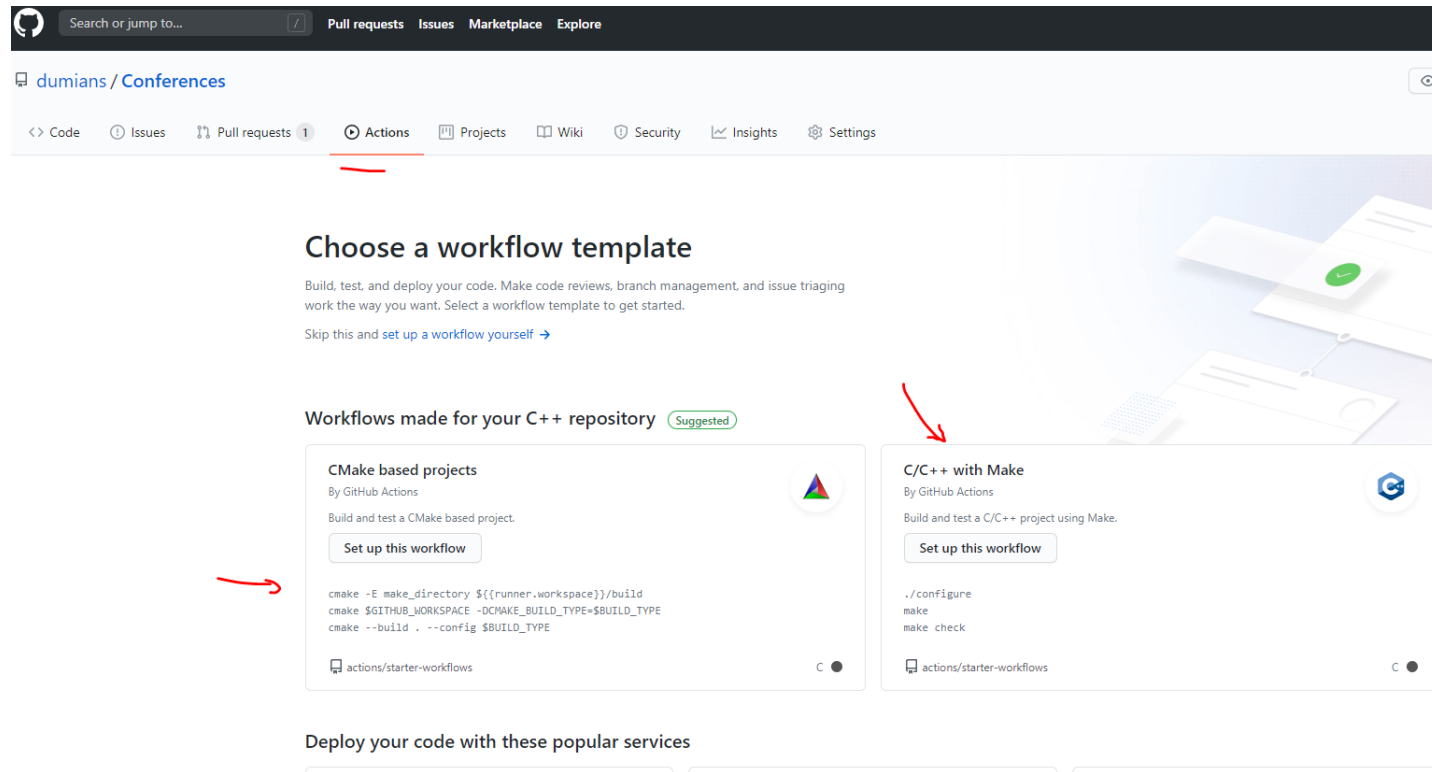 Search or jump to... /
Pull requests Issues Marketplace Explore
dumians / Conferences
<> Code Issues Pull requests 1 Actions Projects Wiki Security Insights Settings
Choose a workflow template
Build, test, and deploy your code. Make code reviews, branch management, and issue triaging
work the way you want. Select a workflow template to get started.
Skip this and set up a workflow yourself →
Workflows made for your C++ repository Suggested
CMake based projects
By GitHub Actions
Build and test a CMake based project.
Set up this workflow
cmake -E make_directory ${{runner.workspace}}/build
cmake $GITHUB_WORKSPACE -DCMAKE_BUILD_TYPE=$BUILD_TYPE
cmake --build . --config $BUILD_TYPE
actions/starter-workflows C
C/C++ with Make
By GitHub Actions
Build and test a C/C++ project using Make.
Set up this workflow
./configure
make
make check
actions/starter-workflows C
Deploy your code with these popular services